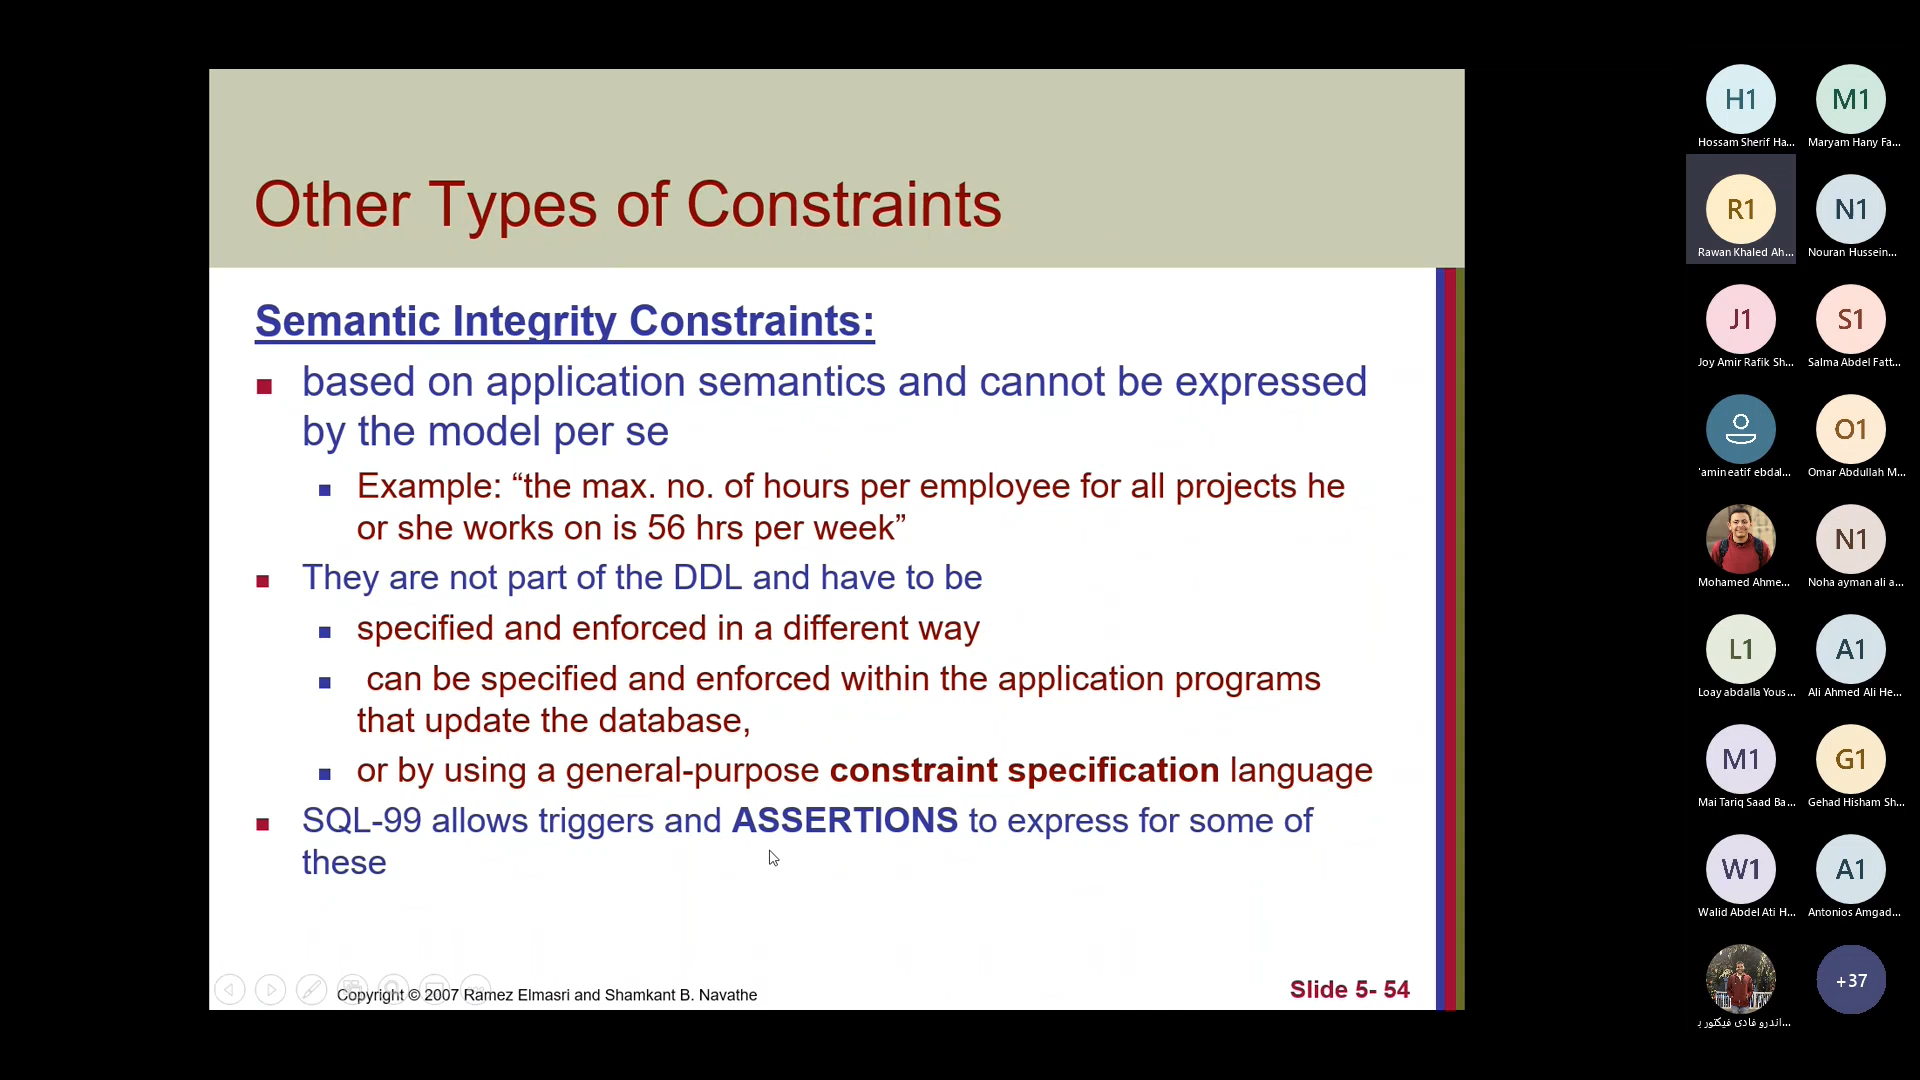 Other Types of Constraints
Semantic Integrity Constraints:
based on application semantics and cannot be expressed
by the model per se
Example: “the max. no. of hours per employee for all projects he
or she works on is 56 hrs per week”
They are not part of the DDL and have to be
specified and enforced in a different way
can be specified and enforced within the application programs
that update the database,
or by using a general-purpose constraint specification language
SQL-99 allows triggers and ASSERTIONS to express for some of
these
Copyright © 2007 Ramez Elmasri and Shamkant B. Navathe
Slide 5- 54
H1
Hossam Sherif Ha...
M1
Maryam Hany Fa...
R1
Rawan Khaled Ah...
N1
Nouran Hussein...
J1
Joy Amir Rafik Sh...
S1
Salma Abdel Fatt...
'amin eatif ebdal...
O1
Omar Abdullah M...
Mohamed Ahme...
N1
Noha ayman ali a...
L1
Loay abdalla Yous...
A1
Ali Ahmed Ali He...
M1
Mai Tariq Saad Ba...
G1
Gehad Hisham Sh...
W1
Walid Abdel Ati H...
A1
Antonios Amgad...
اندرو فادى فيكتور ب...
+37